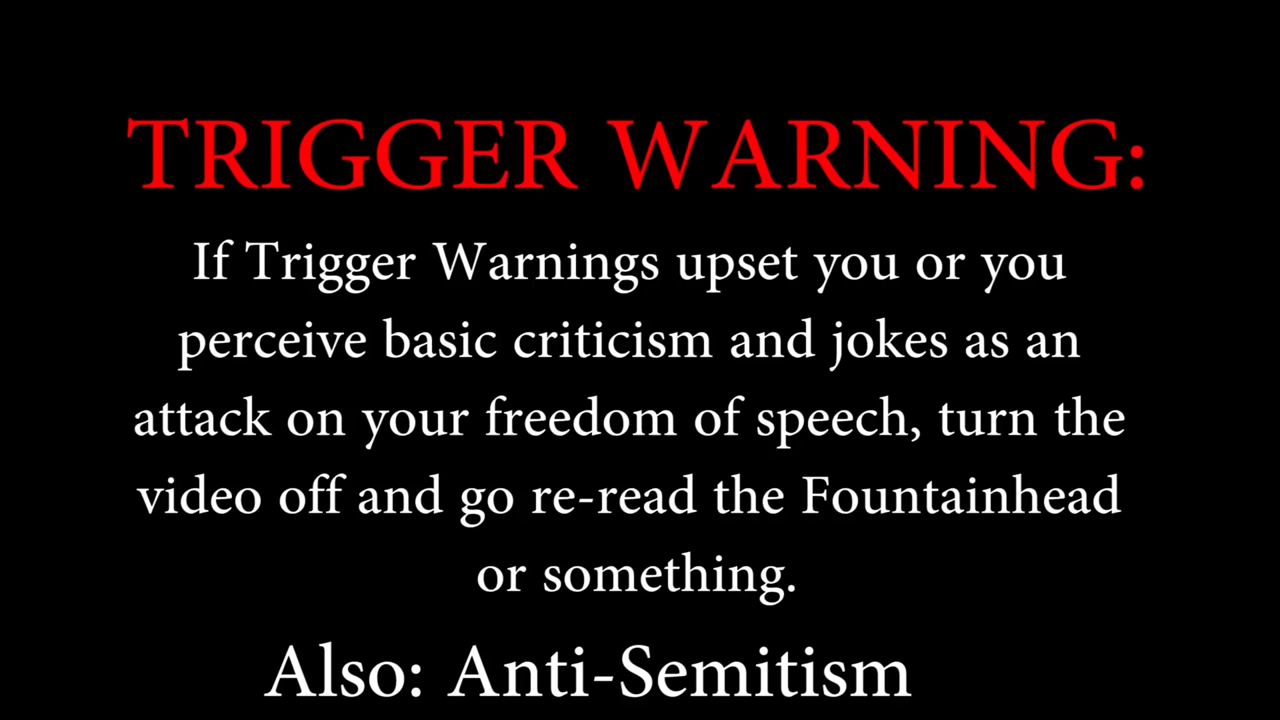 TRIGGER WARNING:
If Trigger Warnings upset you or you
perceive basic criticism and jokes as an
attack on your freedom of speech, turn the
video off and go re-read the Fountainhead
or something.
Also: Anti-Semitism